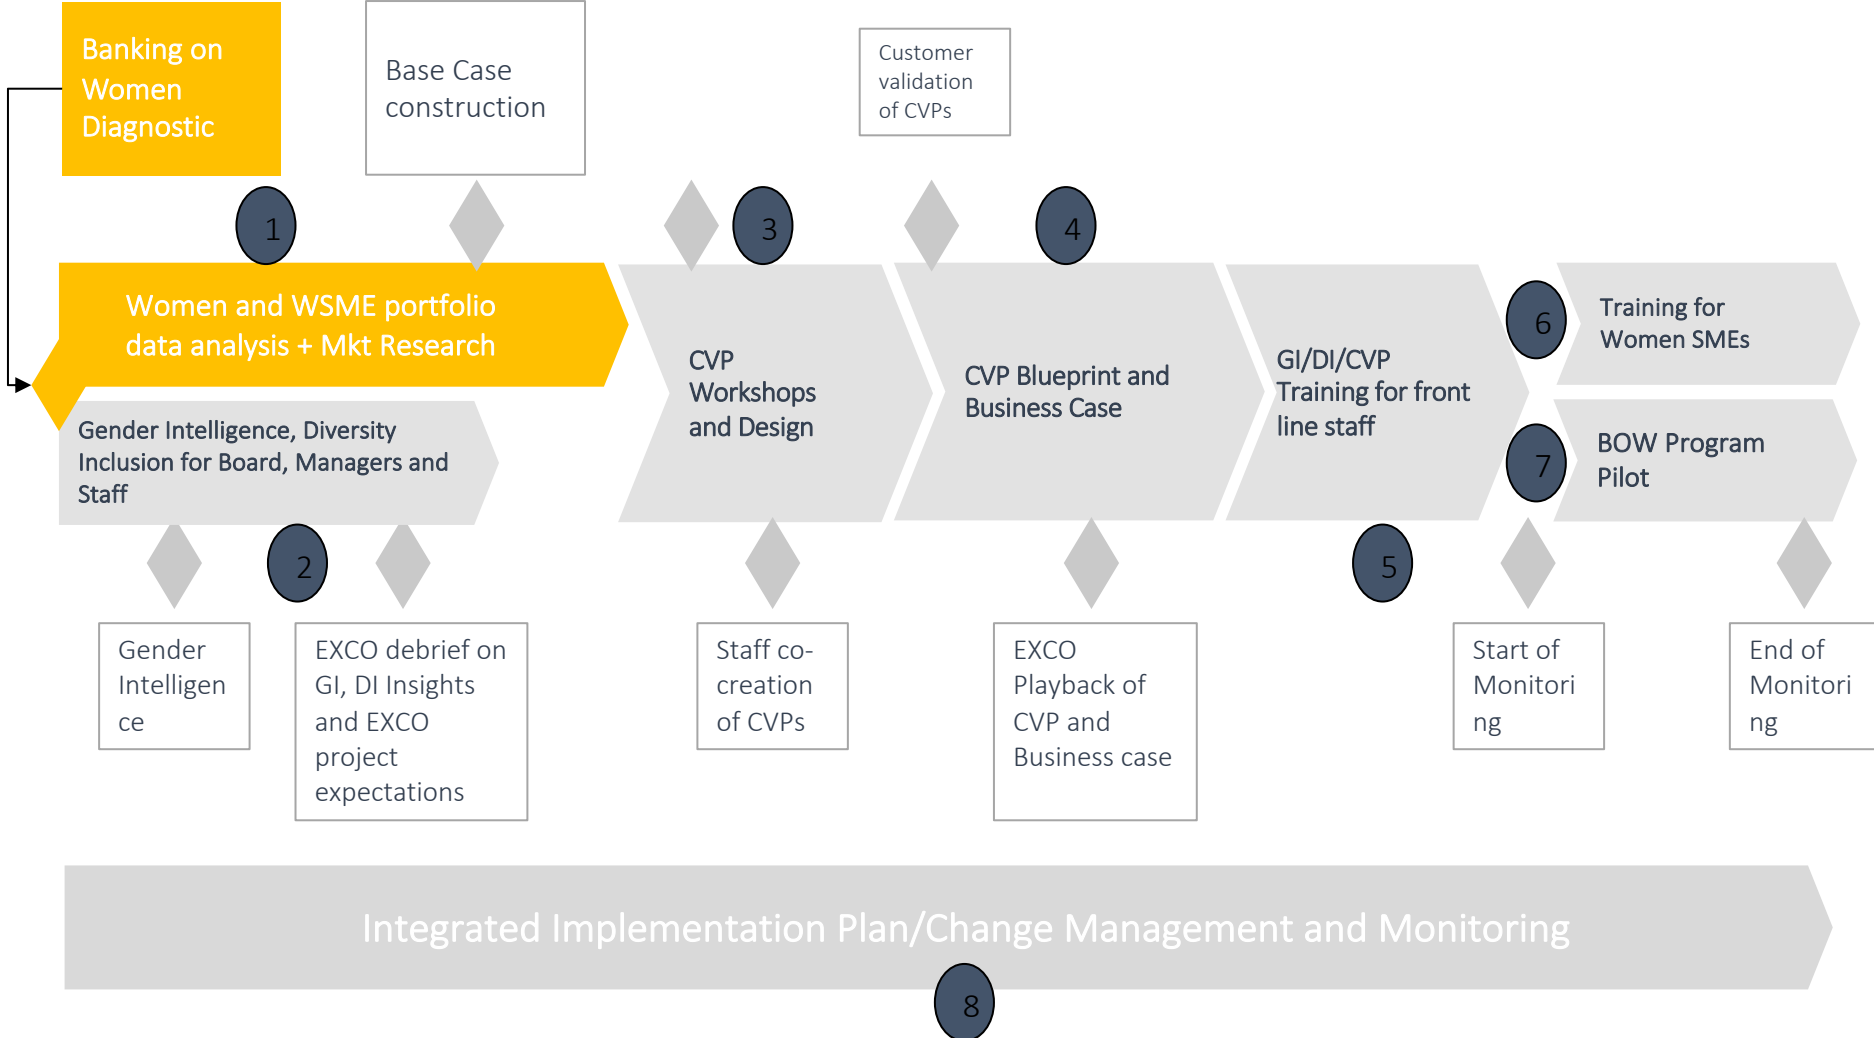 Banking on
Women
Diagnostic
Base Case
construction
Customer
validation
of CVPs
1
3
4
Women and WSME portfolio
data analysis + Mkt Research
CVP
Workshops
and Design
CVP Blueprint and
Business Case
GI/DI/CVP
Training for front
line staff
6
Training for
Women SMEs
7
BOW Program
Pilot
Gender Intelligence, Diversity
Inclusion for Board, Managers and
Staff
2
5
Gender
Intelligen
ce
EXCO debrief on
GI, DI Insights
and EXCO
project
expectations
Staff co-
creation
of CVPs
EXCO
Playback of
CVP and
Business case
Start of
Monitori
ng
End of
Monitori
ng
Integrated Implementation Plan/Change Management and Monitoring
8